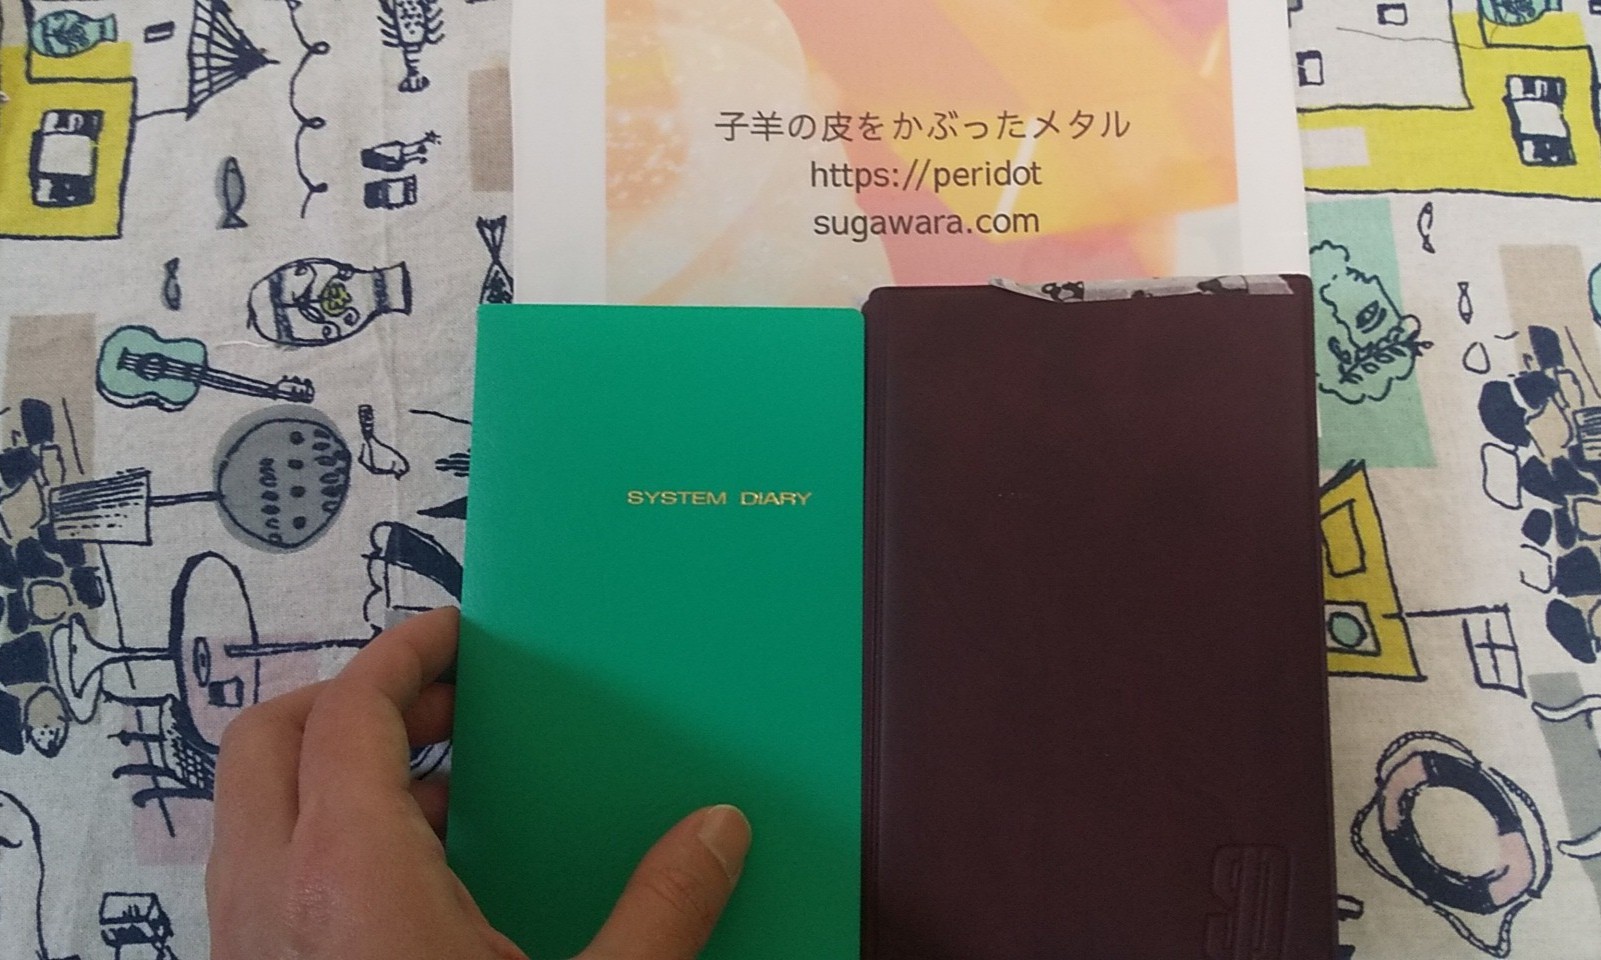 子羊の皮をかぶったメタル
https://peridot
sugawara.com
SYSTEM DIARY